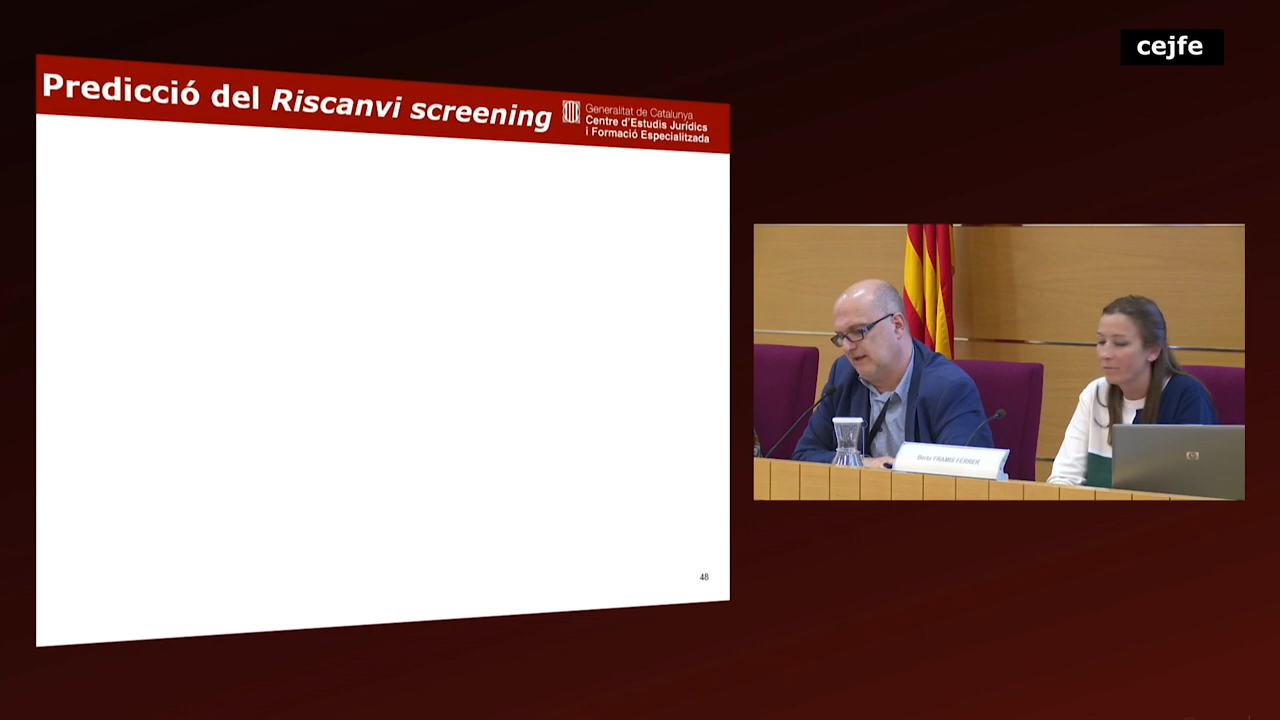 cejfe
Predicció del Riscanvi screening
Generalitat de Catalunya
Centre d'Estudis Jurídics
i Formació Especialitzada
Berta FRAMIS FERRER
48